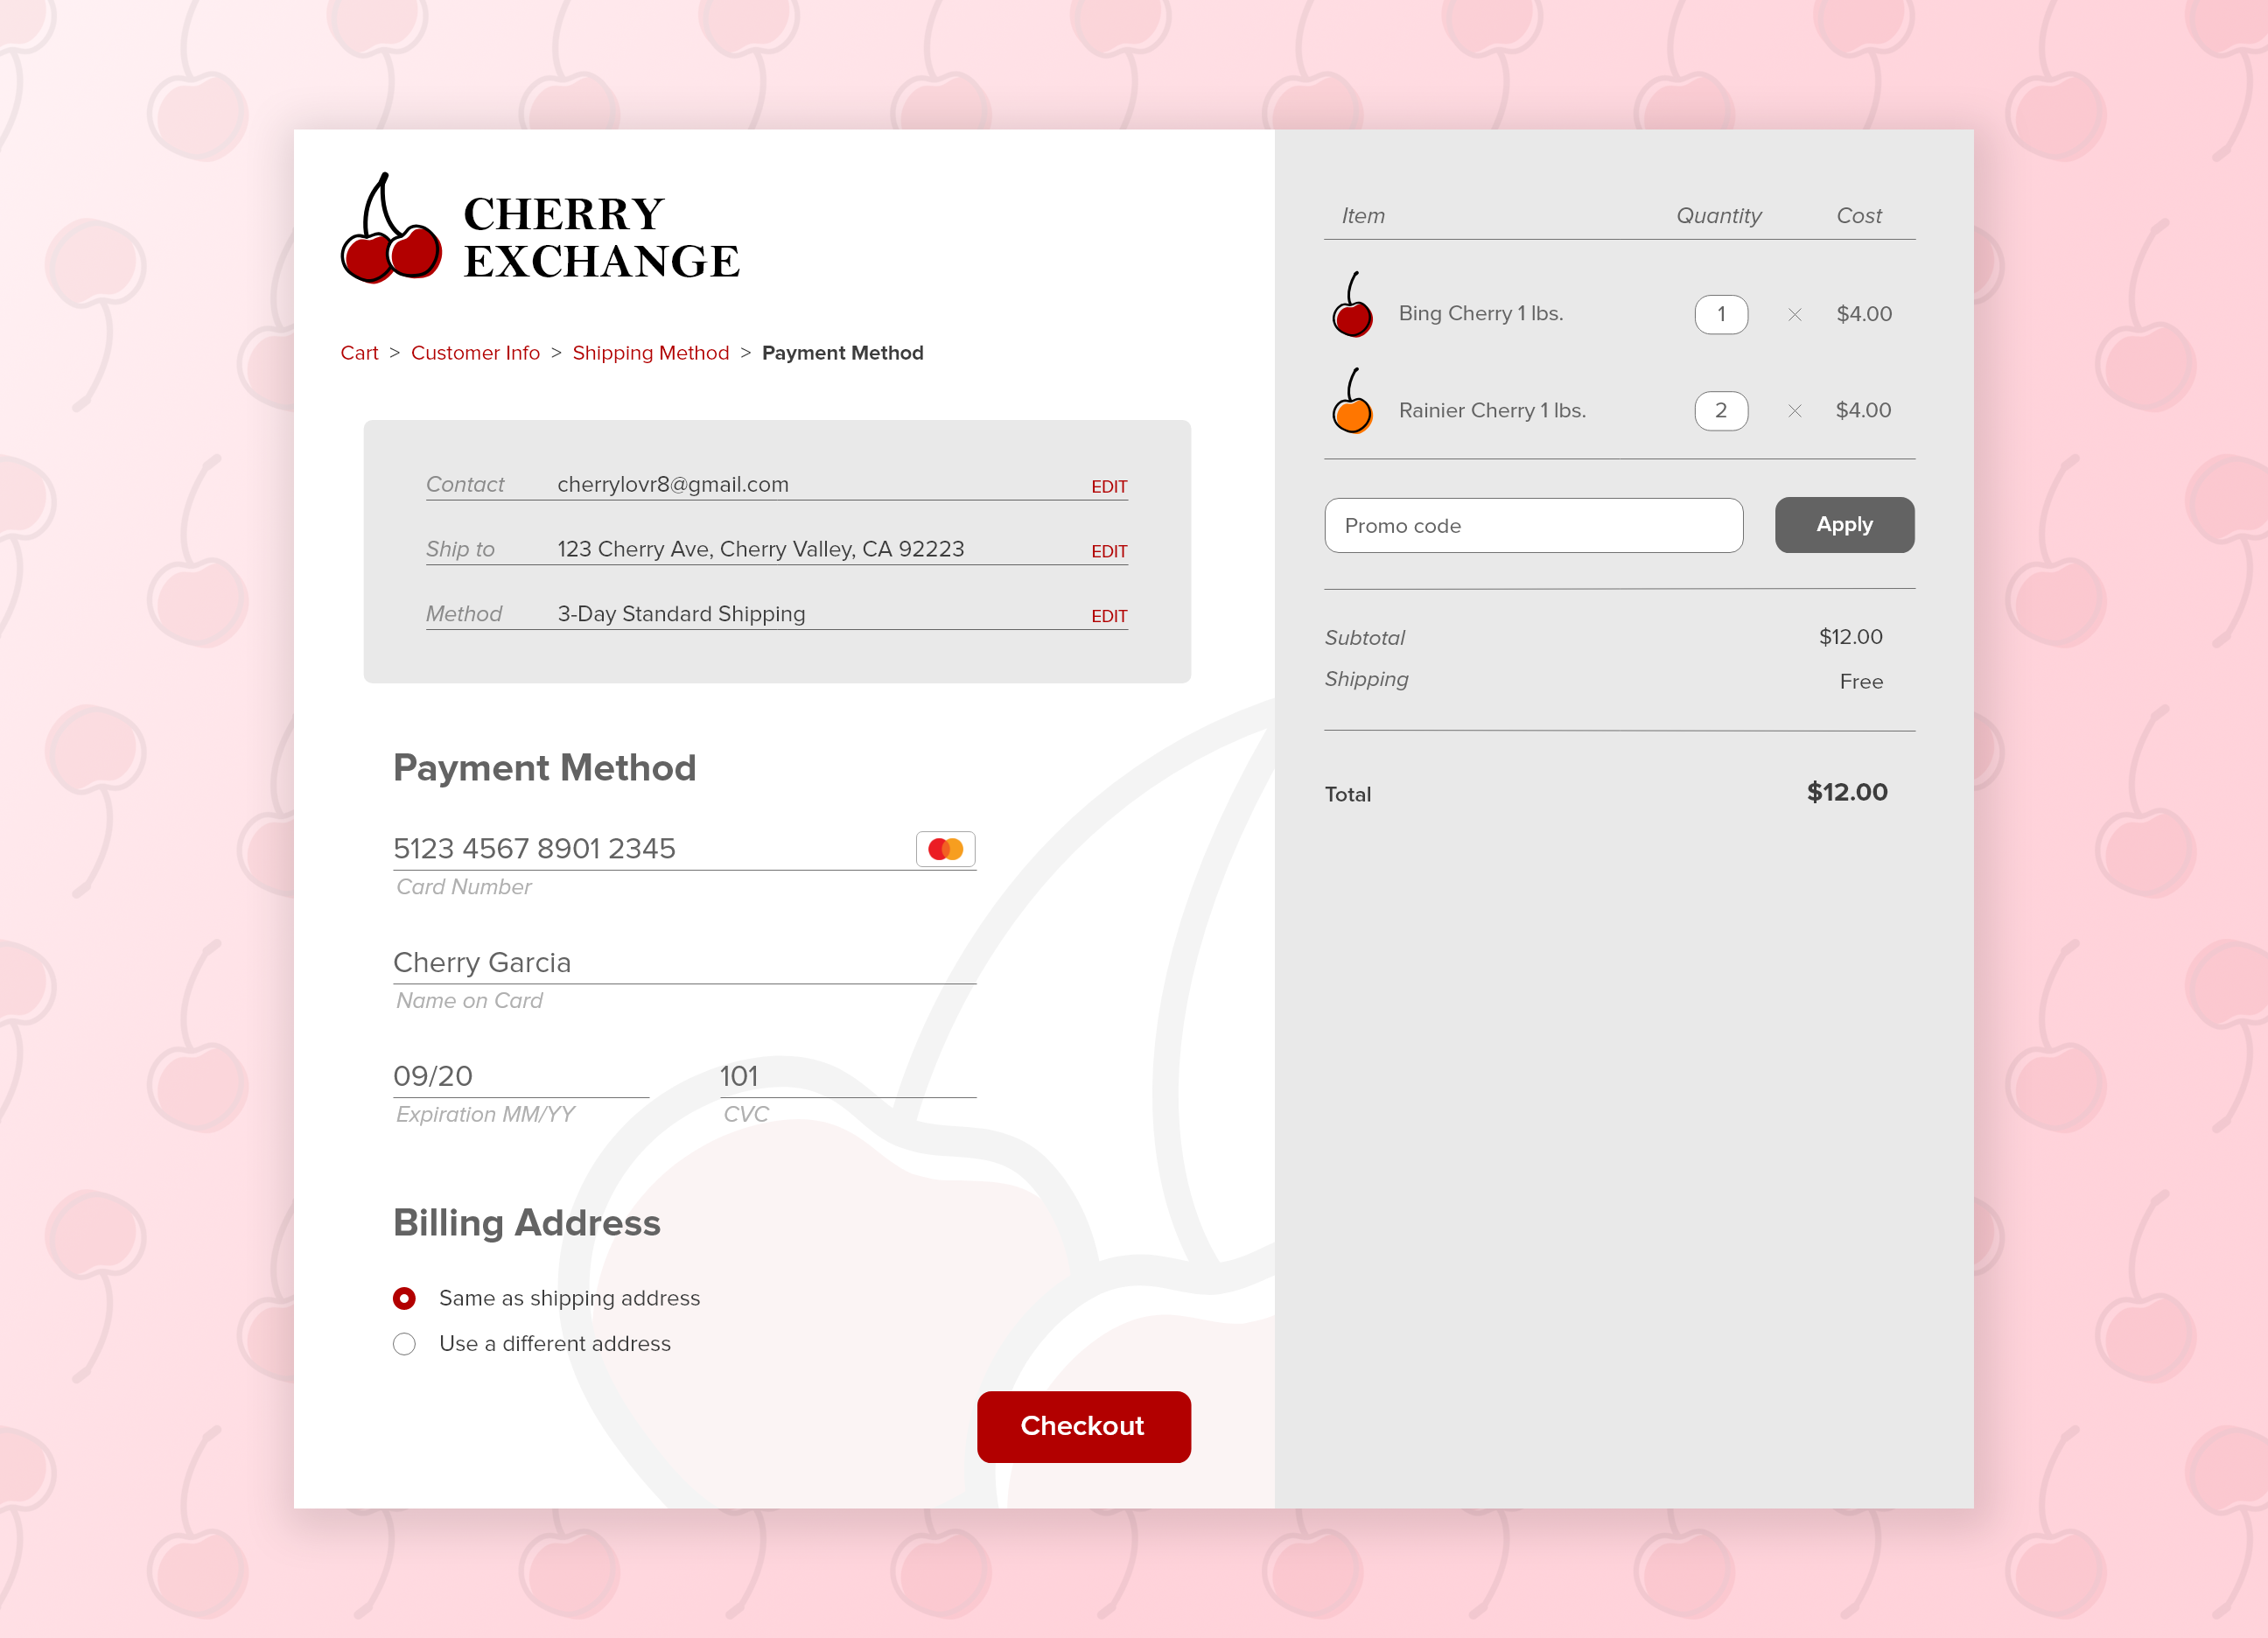 CHERRY
EXCHANGE
Cart > Customer Info > Shipping Method > Payment Method
Contact cherrylovr8@gmail.com EDIT
Ship to 123 Cherry Ave, Cherry Valley, CA 92223 EDIT
Method 3-Day Standard Shipping EDIT
Payment Method
5123 4567 8901 2345
Card Number
Cherry Garcia
Name on Card
09/20 101
Expiration MM/YY CVC
Billing Address
Same as shipping address
Use a different address
Checkout
Item Quantity Cost
Bing Cherry 1 lbs. 1 × $4.00
Rainier Cherry 1 lbs. 2 × $4.00
Promo code Apply
Subtotal $12.00
Shipping Free
Total $12.00